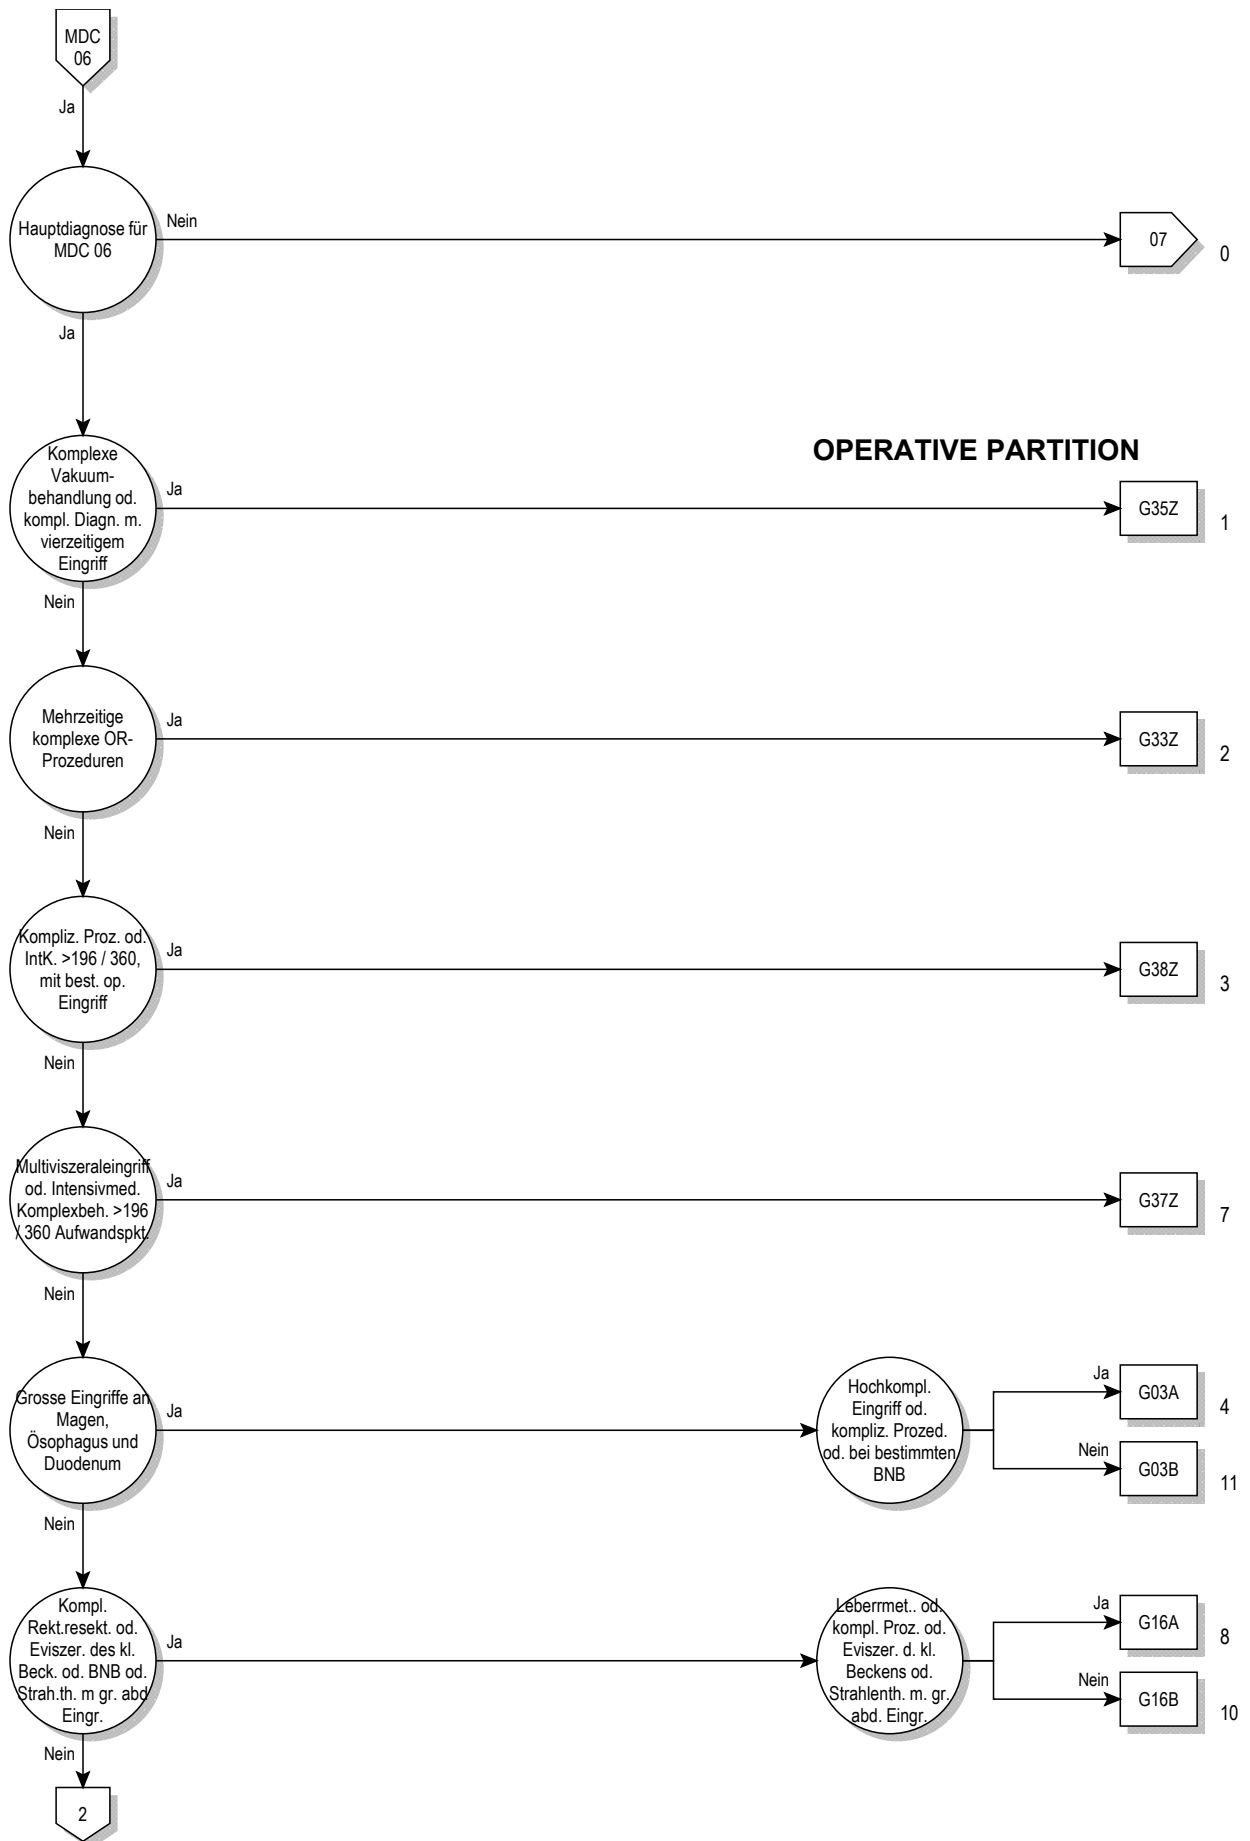 MDC
06
Ja
Hauptdiagnose für
MDC 06
Nein
07
0
Ja
OPERATIVE PARTITION
Komplexe
Vakuum-
behandlung od.
kompl. Diagn. m.
vierzeitigem
Eingriff
Ja
G35Z
1
Nein
Mehrzeitige
komplexe OR-
Prozeduren
Ja
G33Z
2
Nein
Kompliz. Proz. od.
IntK. >196 / 360,
mit best. op.
Eingriff
Ja
G38Z
3
Nein
Multiviszeraleingriff
od. Intensivmed.
Komplexbeh. >196
/ 360 Aufwandspkt.
Ja
G37Z
7
Nein
Grosse Eingriffe an
Magen,
Ösophagus und
Duodenum
Ja
Hochkompl.
Eingriff od.
kompliz. Prozed.
od. bei bestimmten
BNB
Ja
G03A
4
Nein
G03B
11
Nein
Kompl.
Rekt.resekt. od.
Eviszer. des kl.
Beck. od. BNB od.
Strah.th. m gr. abd
Eingr.
Ja
Leberrmet.. od.
kompl. Proz. od.
Eviszer. d. kl.
Beckens od.
Strahlenth. m. gr.
abd. Eingr.
Ja
G16A
8
Nein
G16B
10
Nein
2